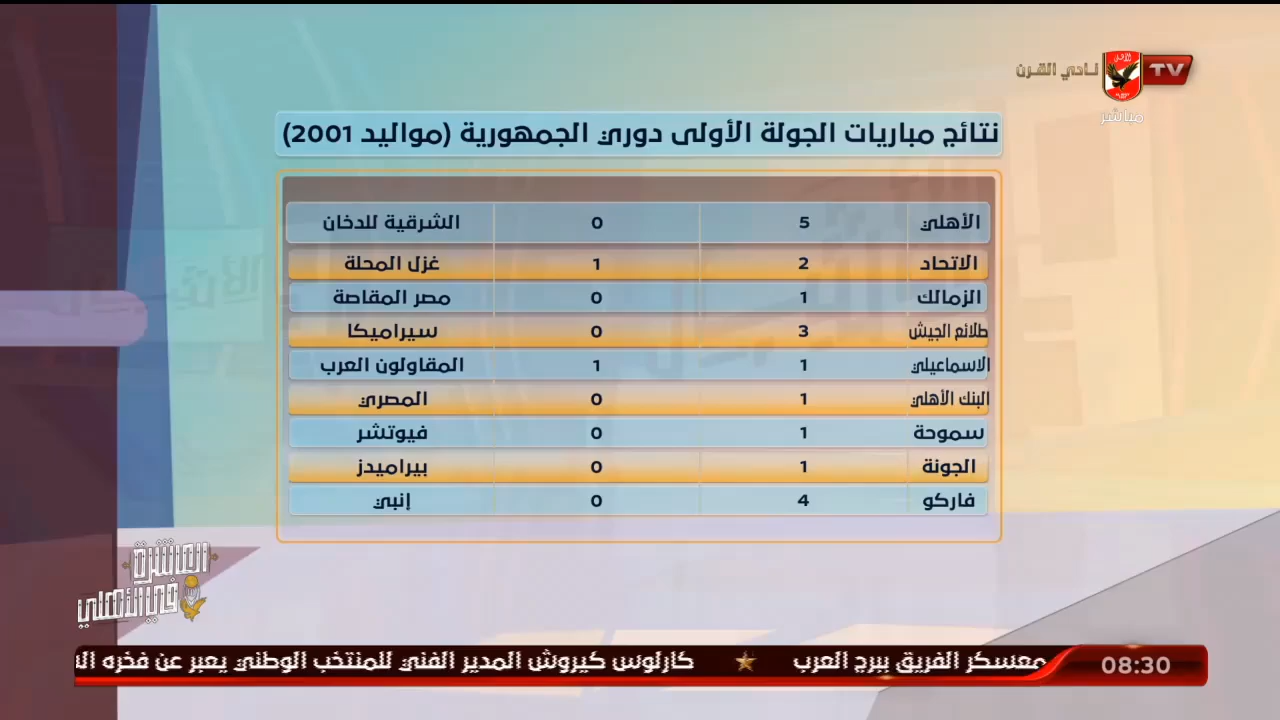 نادي القرن
TV
مباشر
نتائج مباريات الجولة الأولى دوري الجمهورية (مواليد 2001)
الأهلي 5 0 الشرقية للدخان
الاتحاد 2 1 غزل المحلة
الزمالك 1 0 مصر المقاصة
طلائع الجيش 3 0 سيراميكا
الاسماعيلي 1 1 المقاولون العرب
البنك الأهلي 1 0 المصري
سموحة 1 0 فيوتشر
الجونة 1 0 بيراميدز
فاركو 4 0 إنبي
العاشرة
في الأهلي
08:30
معسكر الفريق ببرج العرب
كارلوس كيروش المدير الفني للمنتخب الوطني يعبر عن فخره